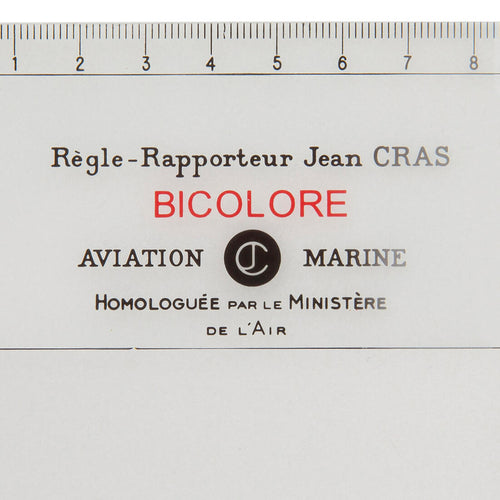 1 2 3 4 5 6 7 8
Règle-Rapporteur Jean CRAS
BICOLORE
AVIATION JC MARINE
HOMOLOGUÉE PAR LE MINISTÈRE
DE L'AIR